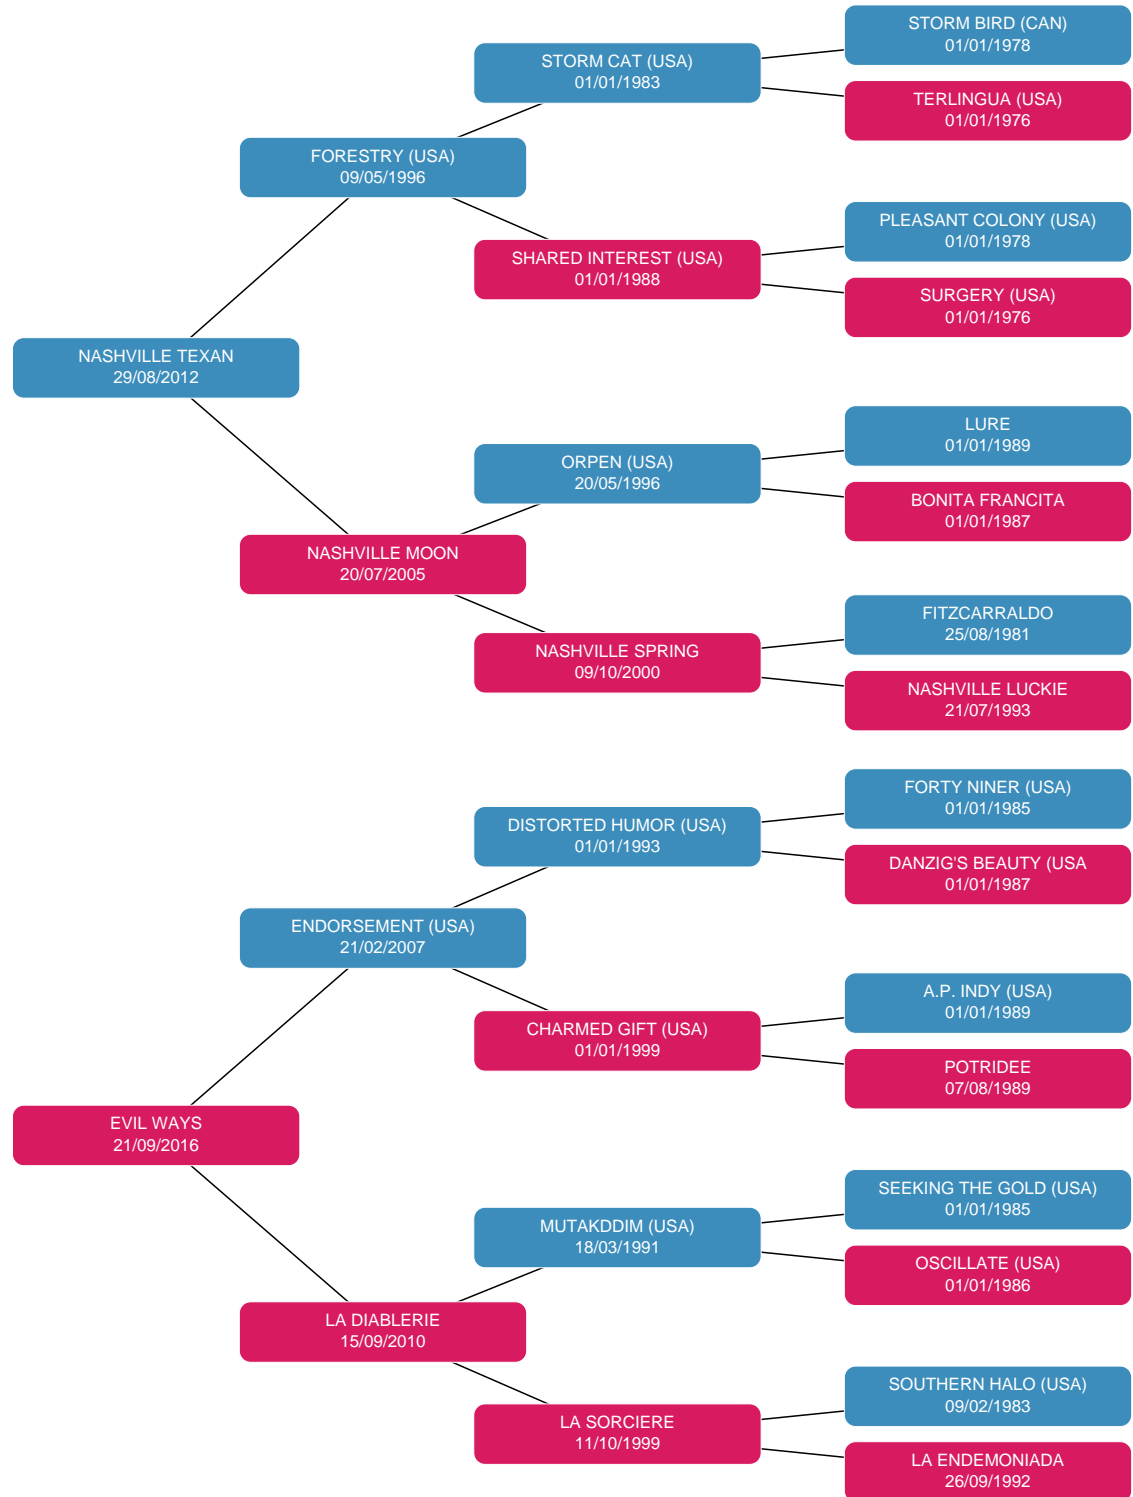 STORM BIRD (CAN)
01/01/1978
STORM CAT (USA)
01/01/1983
TERLINGUA (USA)
01/01/1976
FORESTRY (USA)
09/05/1996
PLEASANT COLONY (USA)
01/01/1978
SHARED INTEREST (USA)
01/01/1988
SURGERY (USA)
01/01/1976
NASHVILLE TEXAN
29/08/2012
LURE
01/01/1989
ORPEN (USA)
20/05/1996
BONITA FRANCITA
01/01/1987
NASHVILLE MOON
20/07/2005
FITZCARRALDO
25/08/1981
NASHVILLE SPRING
09/10/2000
NASHVILLE LUCKIE
21/07/1993
FORTY NINER (USA)
01/01/1985
DISTORTED HUMOR (USA)
01/01/1993
DANZIG'S BEAUTY (USA
01/01/1987
ENDORSEMENT (USA)
21/02/2007
A.P. INDY (USA)
01/01/1989
CHARMED GIFT (USA)
01/01/1999
POTRIDEE
07/08/1989
EVIL WAYS
21/09/2016
SEEKING THE GOLD (USA)
01/01/1985
MUTAKDDIM (USA)
18/03/1991
OSCILLATE (USA)
01/01/1986
LA DIABLERIE
15/09/2010
SOUTHERN HALO (USA)
09/02/1983
LA SORCIERE
11/10/1999
LA ENDEMONIADA
26/09/1992